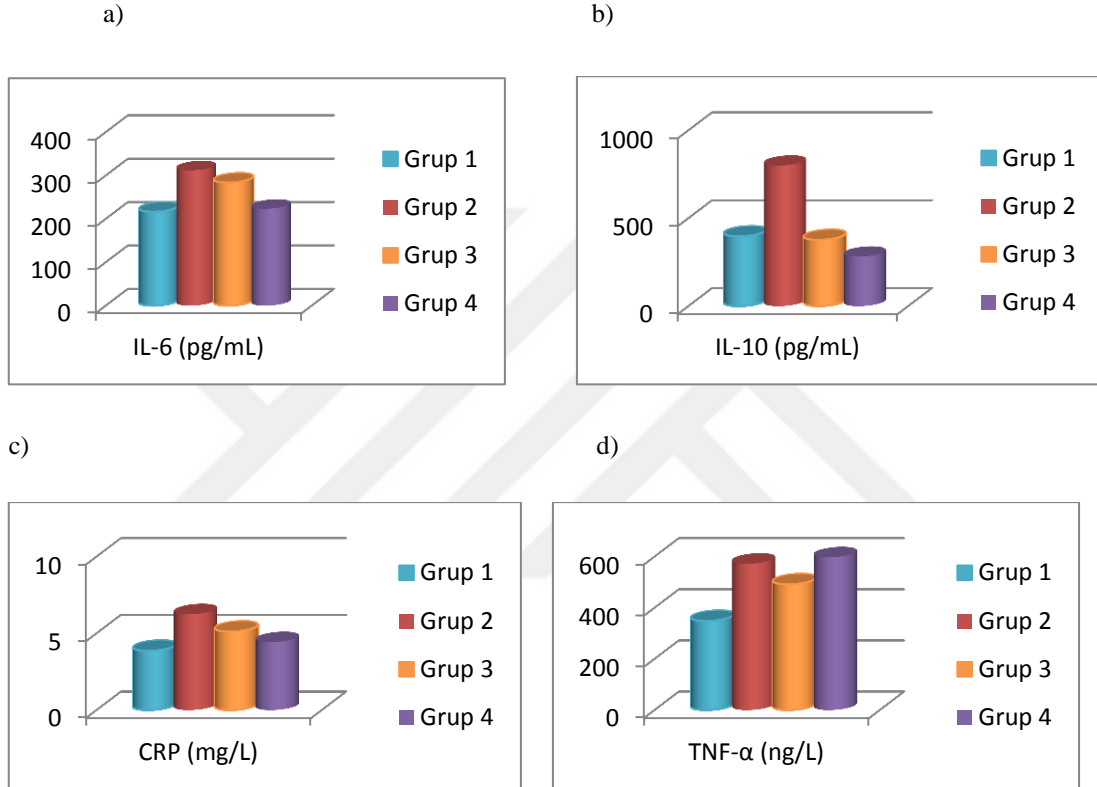 a)
b)
400
300
200
100
0
IL-6 (pg/mL)
Grup 1
Grup 2
Grup 3
Grup 4
1000
500
0
IL-10 (pg/mL)
Grup 1
Grup 2
Grup 3
Grup 4
c)
d)
10
5
0
CRP (mg/L)
Grup 1
Grup 2
Grup 3
Grup 4
600
400
200
0
TNF-α (ng/L)
Grup 1
Grup 2
Grup 3
Grup 4